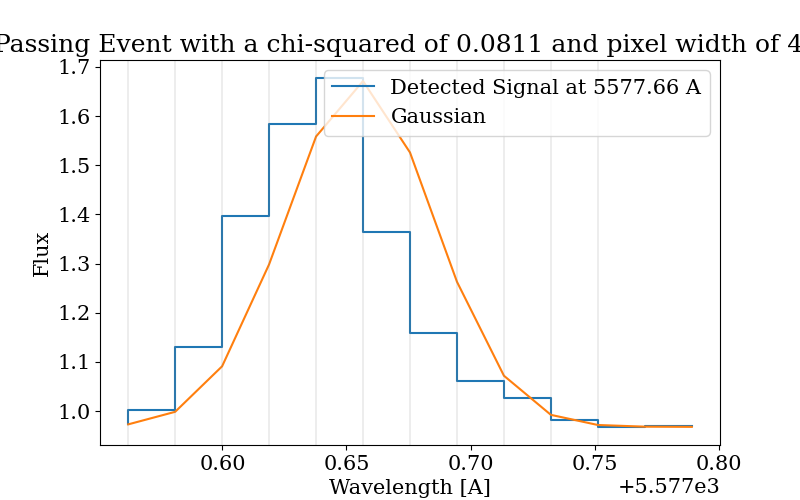 Passing Event with a chi-squared of 0.0811 and pixel width of 4
Detected Signal at 5577.66 A
Gaussian
Flux
1.7
1.6
1.5
1.4
1.3
1.2
1.1
1.0
0.60 0.65 0.70 0.75 0.80
+5.577e3
Wavelength [A]